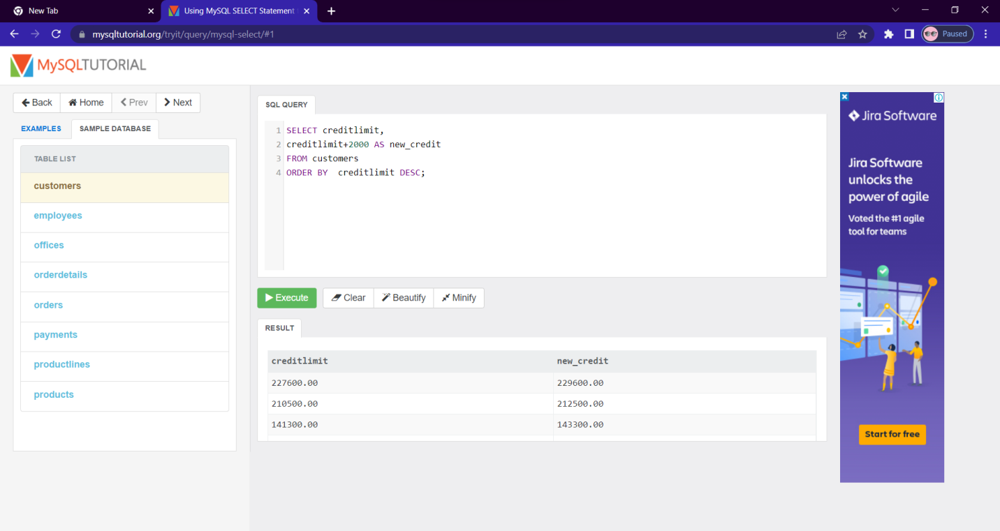 New Tab
Using MySQL SELECT Statement
mysqltutorial.org/tryit/query/mysql-select/#1
Paused
MySQLTUTORIAL
Back
Home
Prev
Next
EXAMPLES
SAMPLE DATABASE
TABLE LIST
customers
employees
offices
orderdetails
orders
payments
productlines
products
SQL QUERY
1 SELECT creditlimit,
2 creditlimit+2000 AS new_credit
3 FROM customers
4 ORDER BY  creditlimit DESC;
Execute
Clear
Beautify
Minify
RESULT
creditlimit new_credit
227600.00 229600.00
210500.00 212500.00
141300.00 143300.00
Jira Software
Jira Software
unlocks the
power of agile
Voted the #1 agile
tool for teams
Start for free